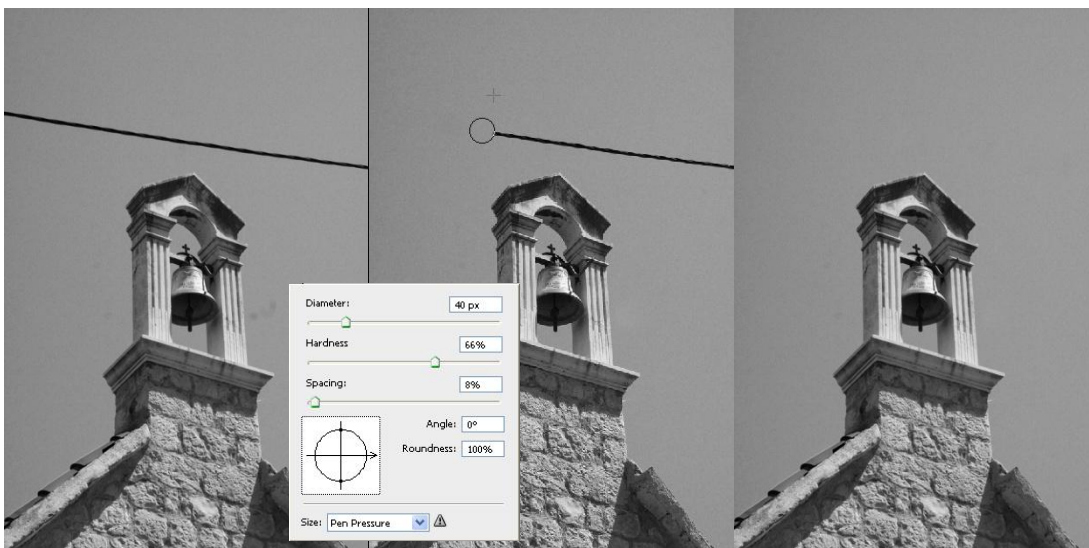 Diameter: 40 px
Hardness 66%
Spacing: 8%
Angle: 0°
Roundness: 100%
Size: Pen Pressure